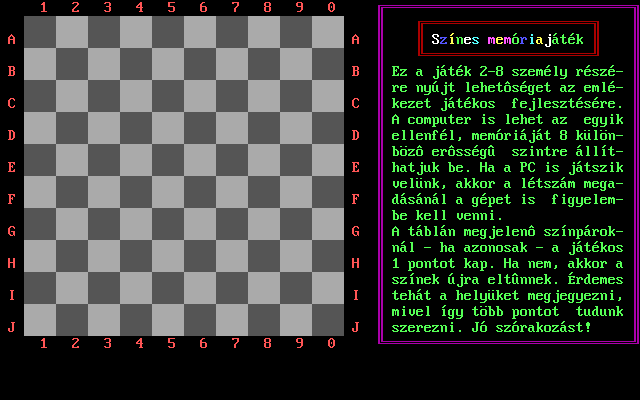 1 2 3 4 5 6 7 8 9 0
A A
B B
C C
D D
E E
F F
G G
H H
I I
J J
1 2 3 4 5 6 7 8 9 0
Színes memóriajáték
Ez a játék 2-8 személy részé-
re nyújt lehetôséget az emlé-
kezet játékos fejlesztésére.
A computer is lehet az egyik
ellenfél, memóriáját 8 külön-
bözô erôsségû szintre állít-
hatjuk be. Ha a PC is játszik
velünk, akkor a létszám mega-
dásánál a gépet is figyelem-
be kell venni.
A táblán megjelenô színpárok-
nál - ha azonosak - a játékos
1 pontot kap. Ha nem, akkor a
színek újra eltûnnek. Érdemes
tehát a helyüket megjegyezni,
mivel így több pontot tudunk
szerezni. Jó szórakozást!